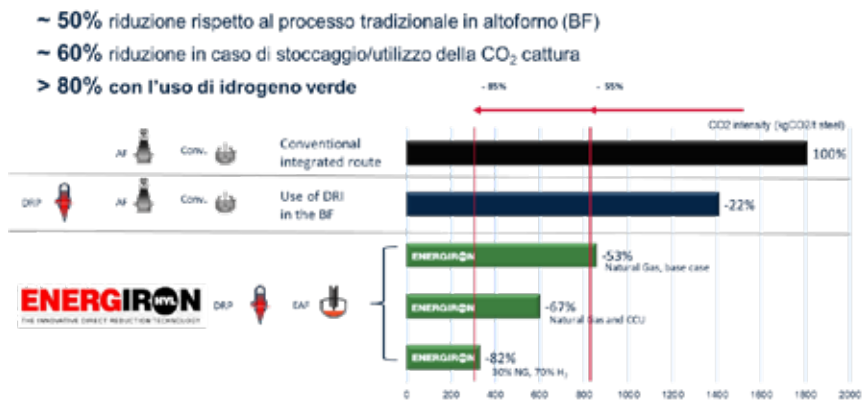 ~ 50% riduzione rispetto al processo tradizionale in altoforno (BF)
~ 60% riduzione in caso di stoccaggio/utilizzo della CO₂ cattura
> 80% con l'uso di idrogeno verde
- 85% - 55%
CO2 intensity (kgCO2/t steel)
AF Conv. Conventional
integrated route
100%
DRP AF Conv. Use of DRI
in the BF
-22%
ENERGIRON -53%
Natural Gas, base case
ENERGIRON HYL
THE INNOVATIVE DIRECT REDUCTION TECHNOLOGY
DRP EAF
ENERGIRON -67%
Natural Gas and CCU
ENERGIRON -82%
30% NG, 70% H₂
0 200 400 600 800 1000 1200 1400 1600 1800 2000